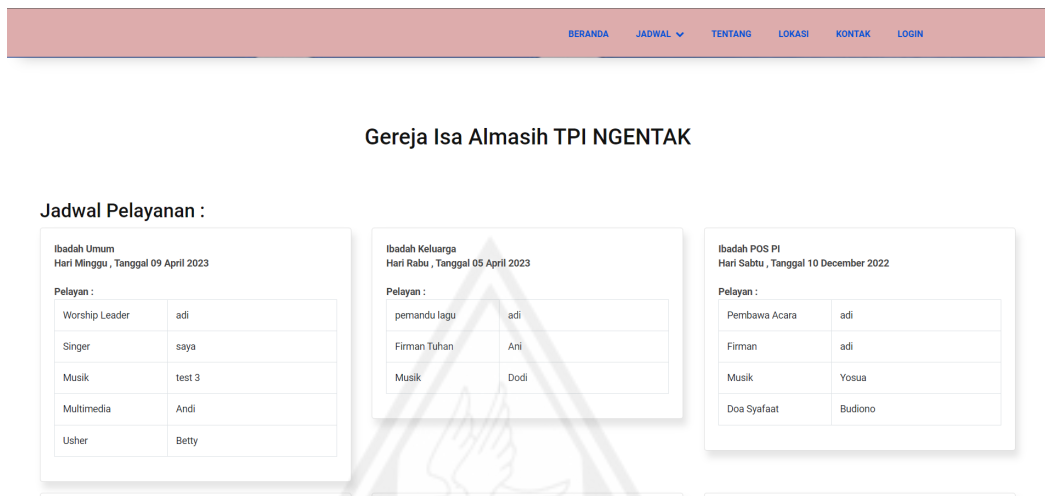 BERANDA JADWAL TENTANG LOKASI KONTAK LOGIN
Gereja Isa Almasih TPI NGENTAK
Jadwal Pelayanan :
Ibadah Umum
Hari Minggu , Tanggal 09 April 2023
Pelayan :
Worship Leader adi
Singer saya
Musik test 3
Multimedia Andi
Usher Betty
Ibadah Keluarga
Hari Rabu , Tanggal 05 April 2023
Pelayan :
pemandu lagu adi
Firman Tuhan Ani
Musik Dodi
Ibadah POS PI
Hari Sabtu , Tanggal 10 December 2022
Pelayan :
Pembawa Acara adi
Firman adi
Musik Yosua
Doa Syafaat Budiono